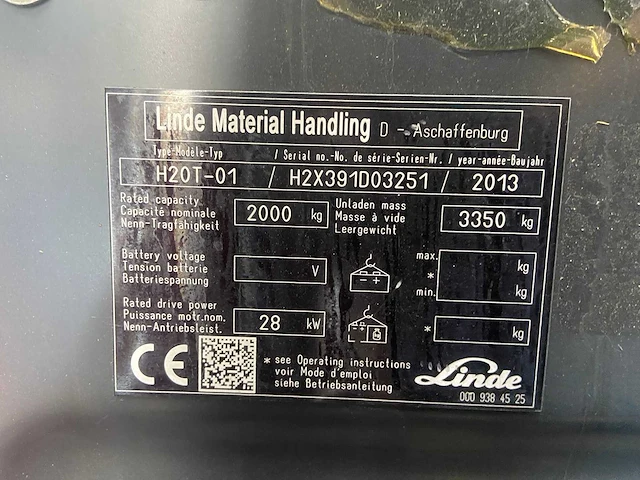 Linde Material Handling D - Aschaffenburg
Type-Modèle-Typ / Serial no.-No. de série-Serien-Nr. / year-année-Baujahr
H20T-01 / H2X391D03251 / 2013
Rated capacity
Capacité nominale
Nenn-Tragfähigkeit
2000 kg
Unladen mass
Masse à vide
Leergewicht
3350 kg
Battery voltage
Tension batterie
Batteriespannung
V
max. kg
*
min. kg
Rated drive power
Puissance motr.nom.
Nenn-Antriebsleist.
28 kW
* kg
CE
* see Operating instructions
voir Mode d'emploi
siehe Betriebsanleitung
Linde
000 938 45 25